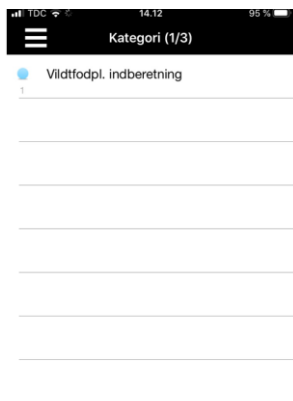 TDC 14.12 95 %
Kategori (1/3)
Vildtfodpl. indberetning
1